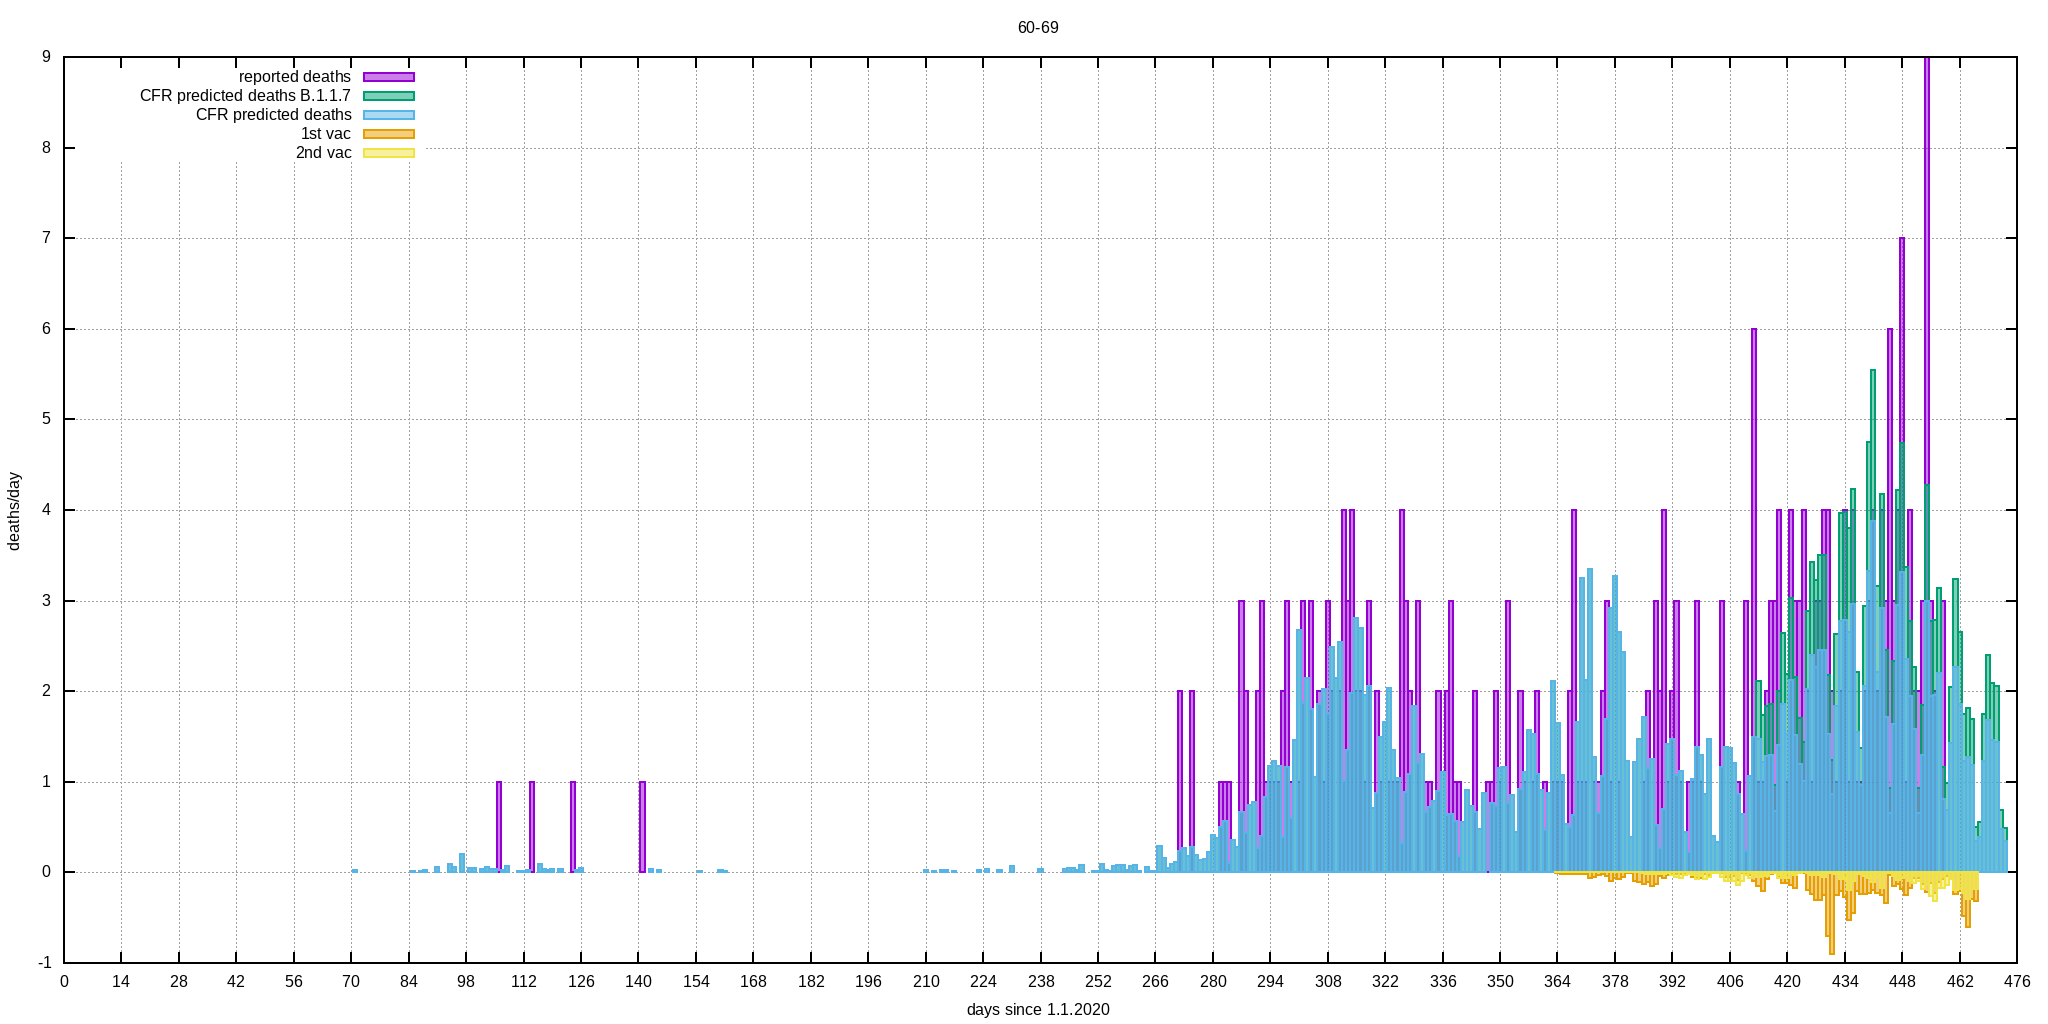 60-69
9
8
7
6
5
4
3
2
1
0
-1
deaths/day
reported deaths
CFR predicted deaths B.1.1.7
CFR predicted deaths
1st vac
2nd vac
0 14 28 42 56 70 84 98 112 126 140 154 168 182 196 210 224 238 252 266 280 294 308 322 336 350 364 378 392 406 420 434 448 462 476
days since 1.1.2020